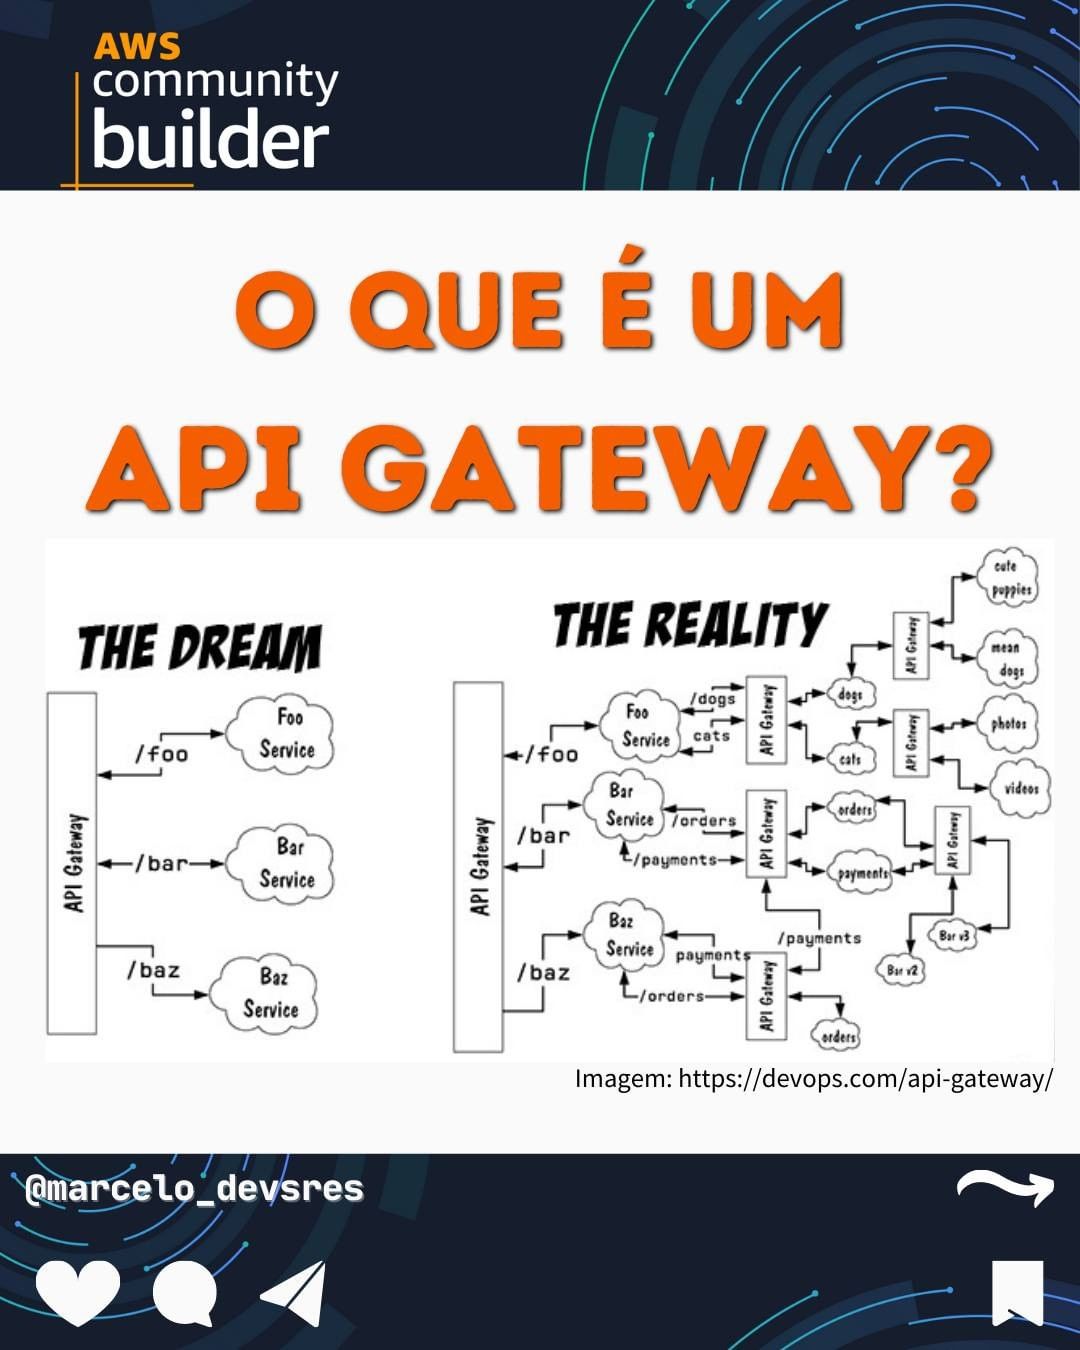 AWS
community
builder
O QUE É UM
API GATEWAY?
THE DREAM
API Gateway
/foo
Foo
Service
/bar
Bar
Service
/baz
Baz
Service
THE REALITY
API Gateway
/foo
Foo
Service
/dogs
cats
API Gateway
dogs
cats
API Gateway
cute
puppies
mean
dogs
API Gateway
photos
videos
/bar
Bar
Service
/orders
/payments
API Gateway
orders
payments
API Gateway
Bar v3
Bar v2
/baz
Baz
Service
payments
/orders
/payments
API Gateway
orders
Imagem: https://devops.com/api-gateway/
@marcelo_devsres